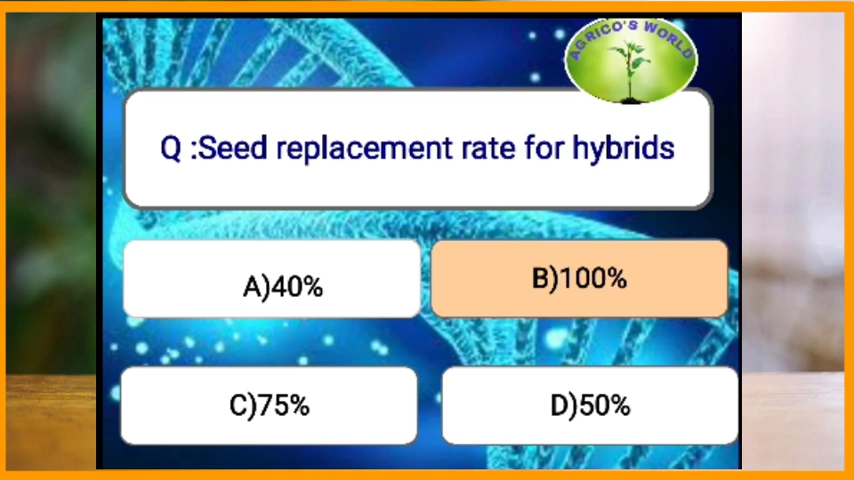 AGRICO'S WORLD
Q :Seed replacement rate for hybrids
A)40%
B)100%
C)75%
D)50%